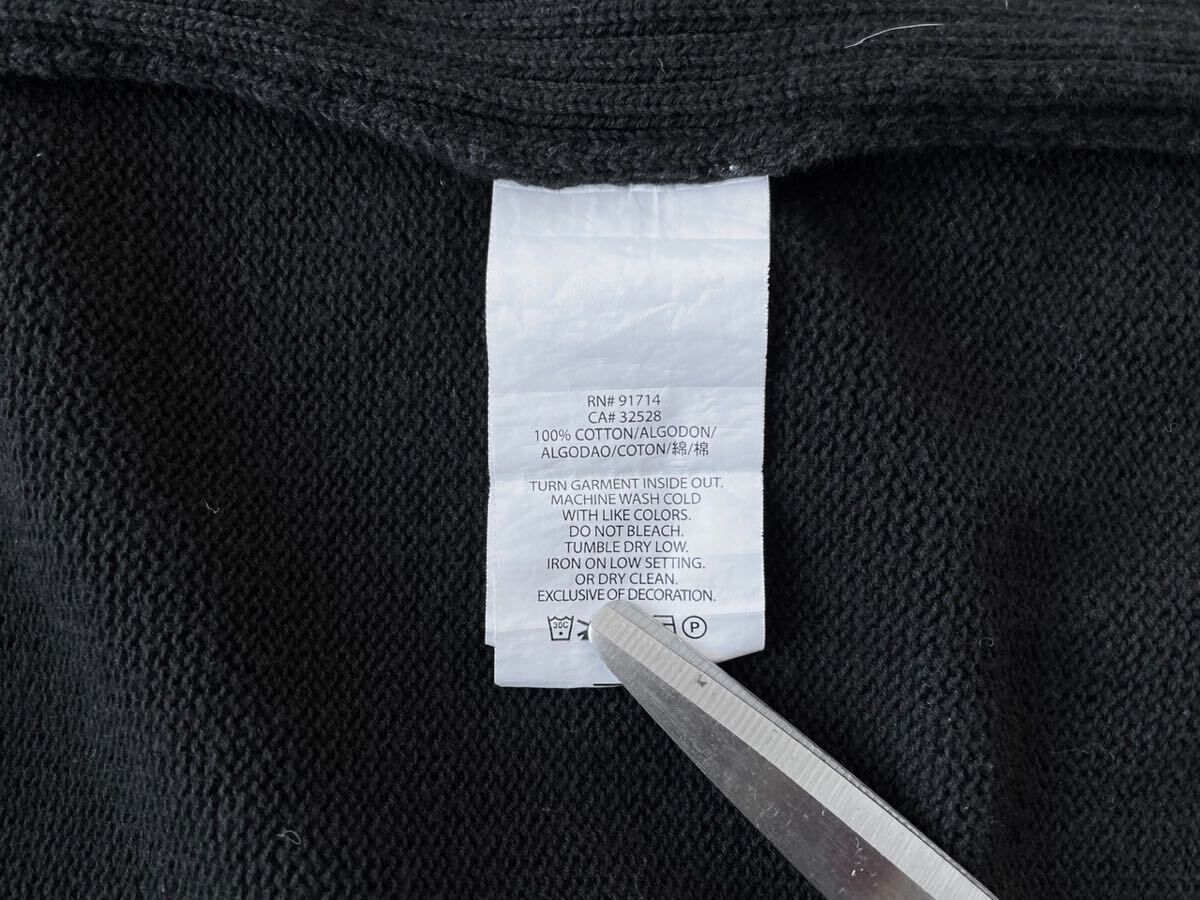 RN# 91714
CA# 32528
100% COTTON/ALGODON/
ALGODAO/COTON/綿/棉
TURN GARMENT INSIDE OUT.
MACHINE WASH COLD
WITH LIKE COLORS.
DO NOT BLEACH.
TUMBLE DRY LOW.
IRON ON LOW SETTING.
OR DRY CLEAN.
EXCLUSIVE OF DECORATION.
30C P